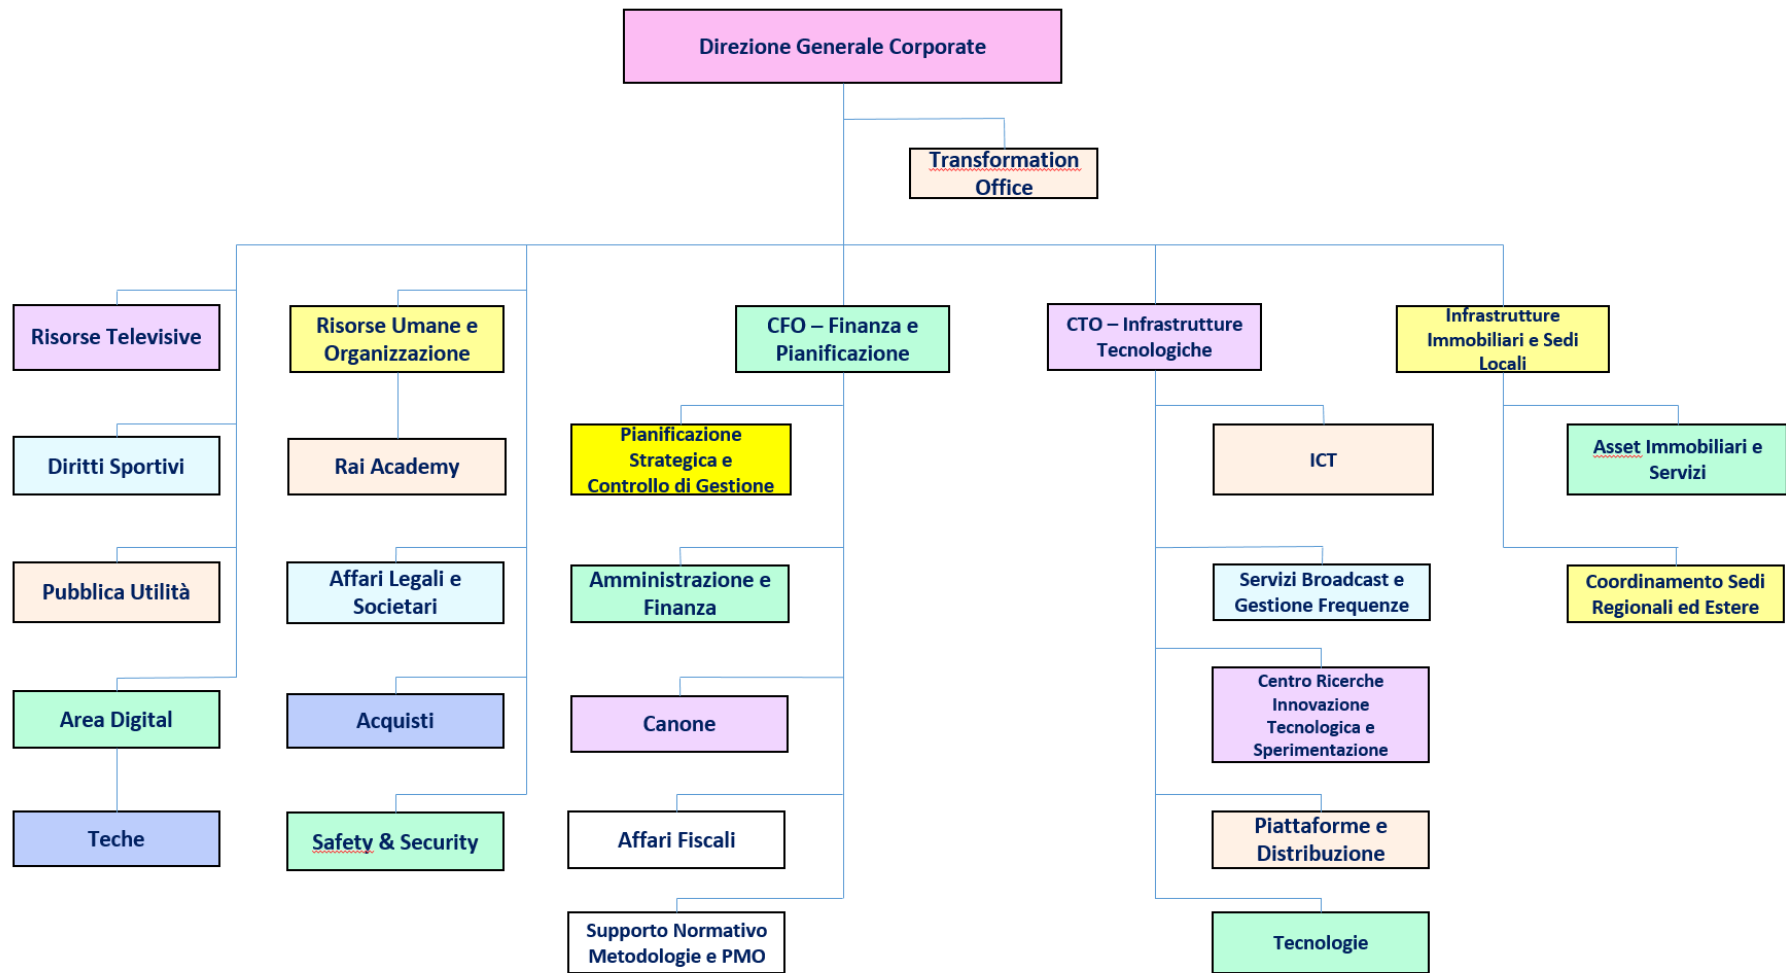 Direzione Generale Corporate
Transformation
Office
Risorse Televisive
Risorse Umane e
Organizzazione
CFO – Finanza e
Pianificazione
CTO – Infrastrutture
Tecnologiche
Infrastrutture
Immobiliari e Sedi
Locali
Diritti Sportivi
Rai Academy
Pianificazione
Strategica e
Controllo di Gestione
ICT
Asset Immobiliari e
Servizi
Pubblica Utilità
Affari Legali e
Societari
Amministrazione e
Finanza
Servizi Broadcast e
Gestione Frequenze
Coordinamento Sedi
Regionali ed Estere
Area Digital
Acquisti
Canone
Centro Ricerche
Innovazione
Tecnologica e
Sperimentazione
Teche
Safety & Security
Affari Fiscali
Piattaforme e
Distribuzione
Supporto Normativo
Metodologie e PMO
Tecnologie